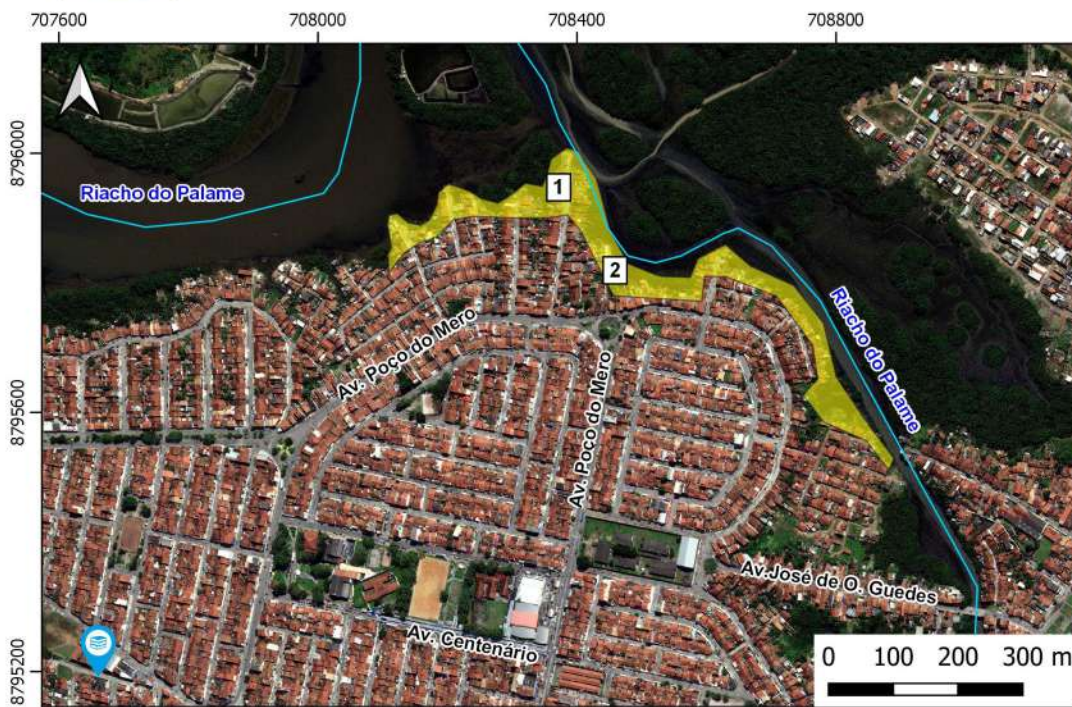 707600
708000
708400
708800
8796000
8795600
8795200
Riacho do Palame
1
2
Riacho do Palame
Av. Poço do Mero
Av. Poço do Mero
Av.José de O. Guedes
Av. Centenário
0 100 200 300 m